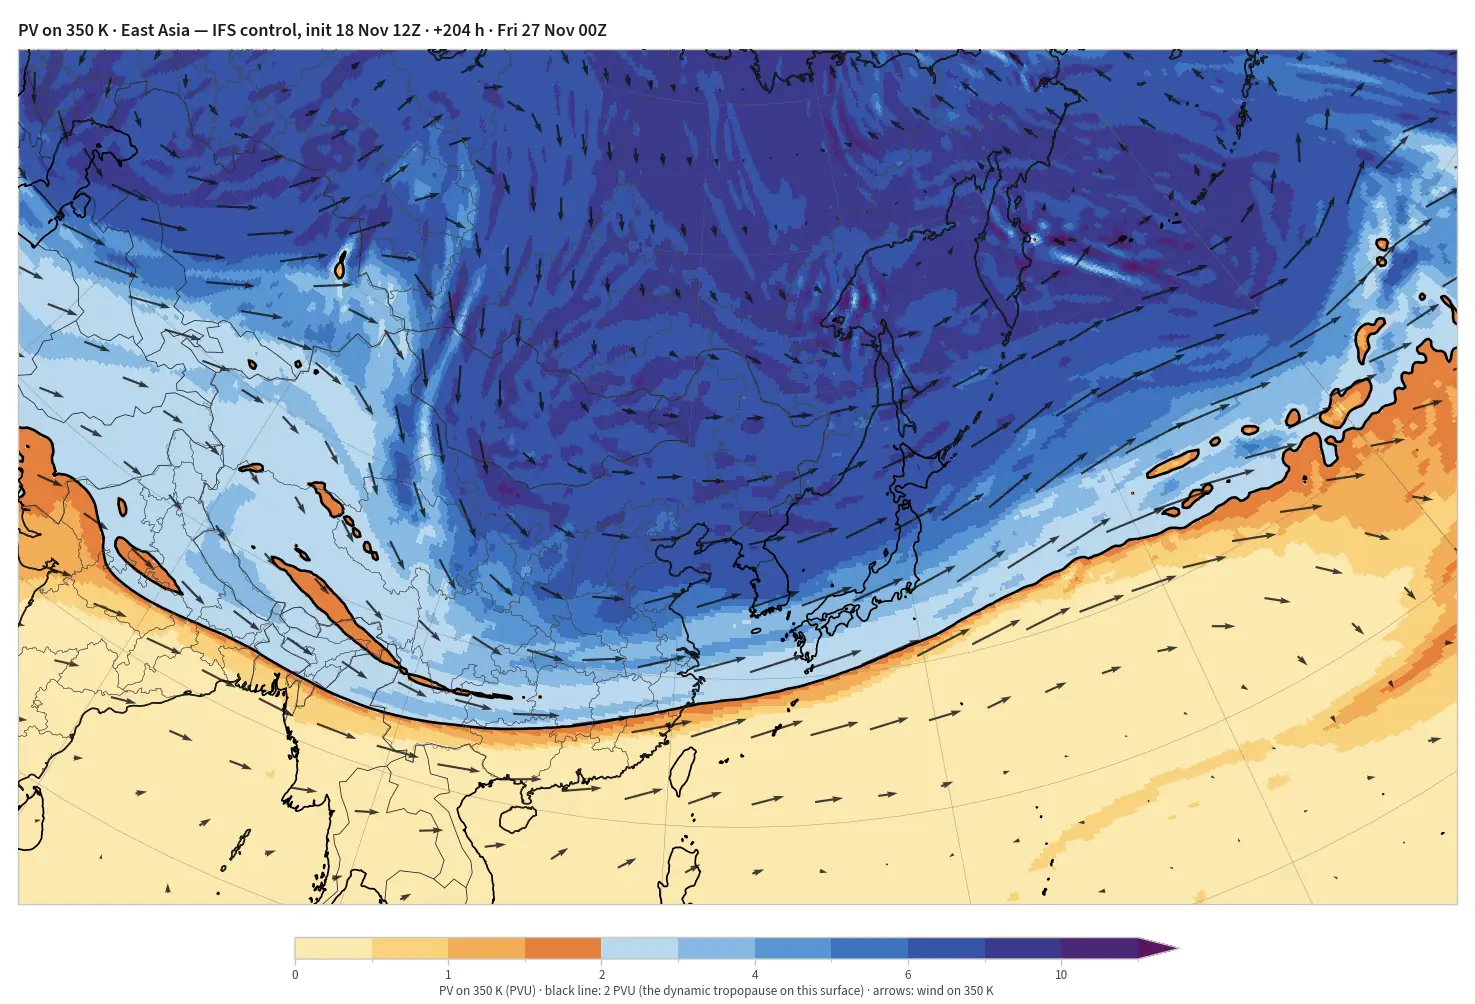 PV on 350 K · East Asia — IFS control, init 18 Nov 12Z · +204 h · Fri 27 Nov 00Z
0 1 2 4 6 10
PV on 350 K (PVU) · black line: 2 PVU (the dynamic tropopause on this surface) · arrows: wind on 350 K